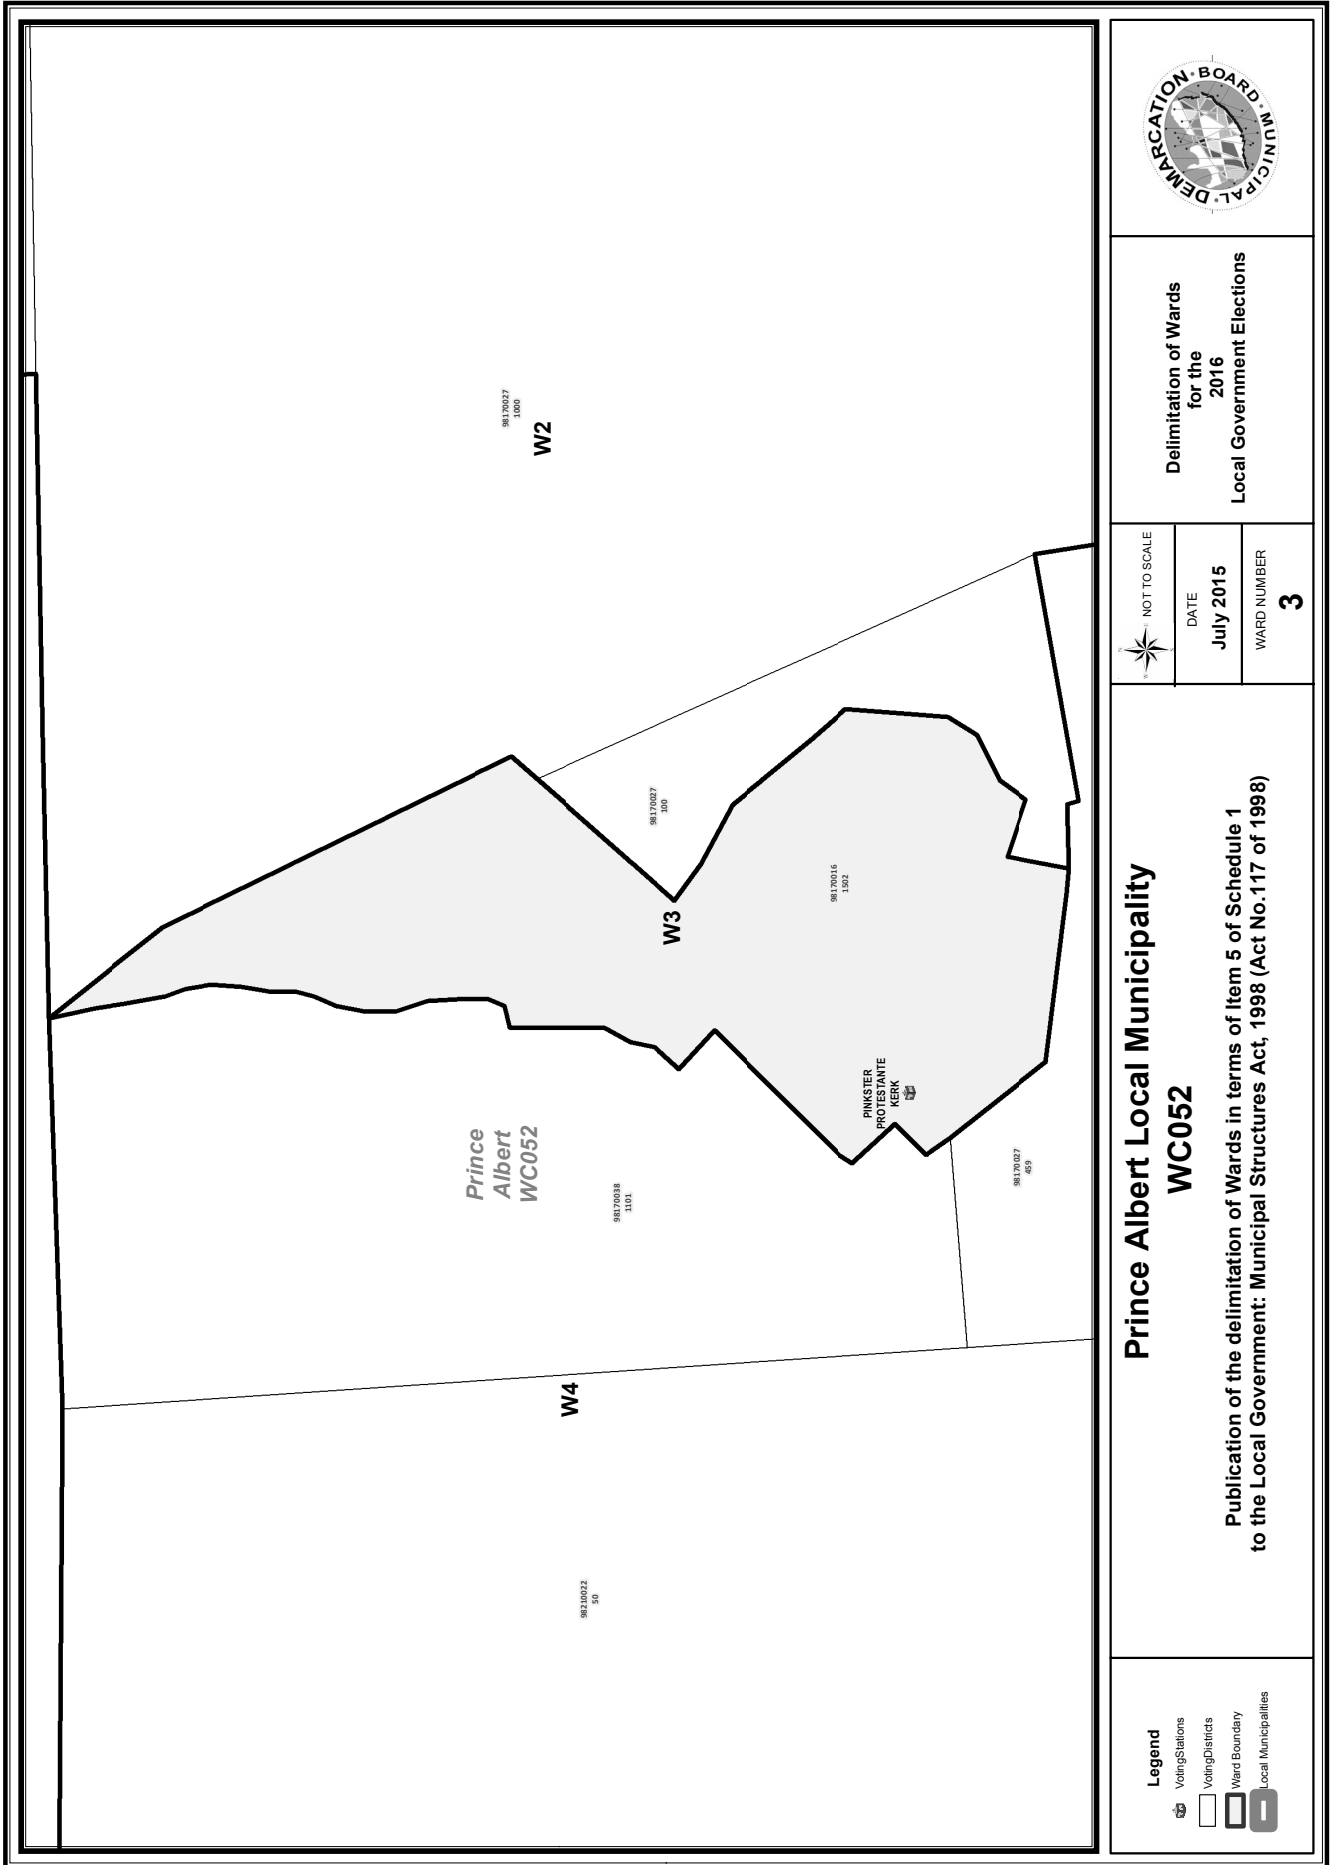 98170027
1000
W2
98170027
100
W3
98170016
1502
PINKSTER
PROTESTANTE
KERK
Prince
Albert
WC052
98170038
1101
98170027
459
W4
98210022
50
Legend
VotingStations
VotingDistricts
Ward Boundary
Local Municipalities
Prince Albert Local Municipality
WC052
Publication of the delimitation of Wards in terms of Item 5 of Schedule 1
to the Local Government: Municipal Structures Act, 1998 (Act No.117 of 1998)
N
W
E
S
NOT TO SCALE
DATE
July 2015
WARD NUMBER
3
Delimitation of Wards
for the
2016
Local Government Elections
MUNICIPAL · DEMARCATION · BOARD ·